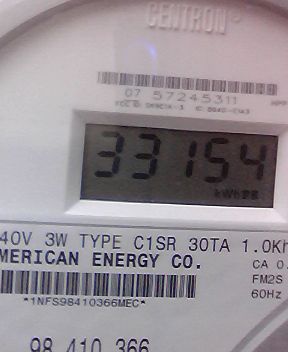 CENTRON
07 57245311
33154
kWh
40V 3W TYPE C1SR 30TA 1.0Kh
MERICAN ENERGY CO.
CA 0.
FM2S
*1NFS98410366MEC*
60Hz
98 410 366